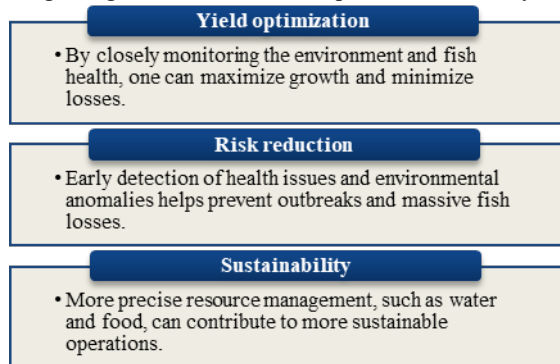 Yield optimization
• By closely monitoring the environment and fish
health, one can maximize growth and minimize
losses.
Risk reduction
• Early detection of health issues and environmental
anomalies helps prevent outbreaks and massive fish
losses.
Sustainability
• More precise resource management, such as water
and food, can contribute to more sustainable
operations.